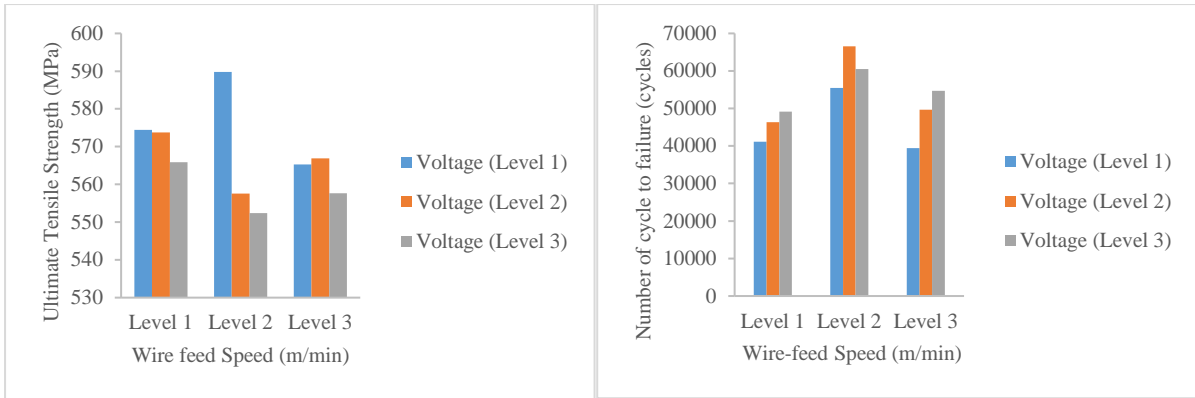 Ultimate Tensile Strength (MPa)
600
590
580
570
560
550
540
530
Level 1 Level 2 Level 3
Wire feed Speed (m/min)
Voltage (Level 1)
Voltage (Level 2)
Voltage (Level 3)
Number of cycle to failure (cycles)
70000
60000
50000
40000
30000
20000
10000
0
Level 1 Level 2 Level 3
Wire-feed Speed (m/min)
Voltage (Level 1)
Voltage (Level 2)
Voltage (Level 3)